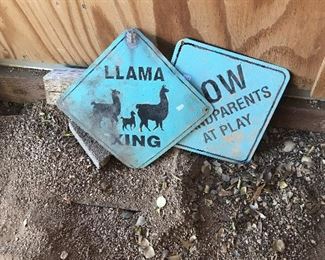 LLAMA
XING
OW
NDPARENTS
AT PLAY